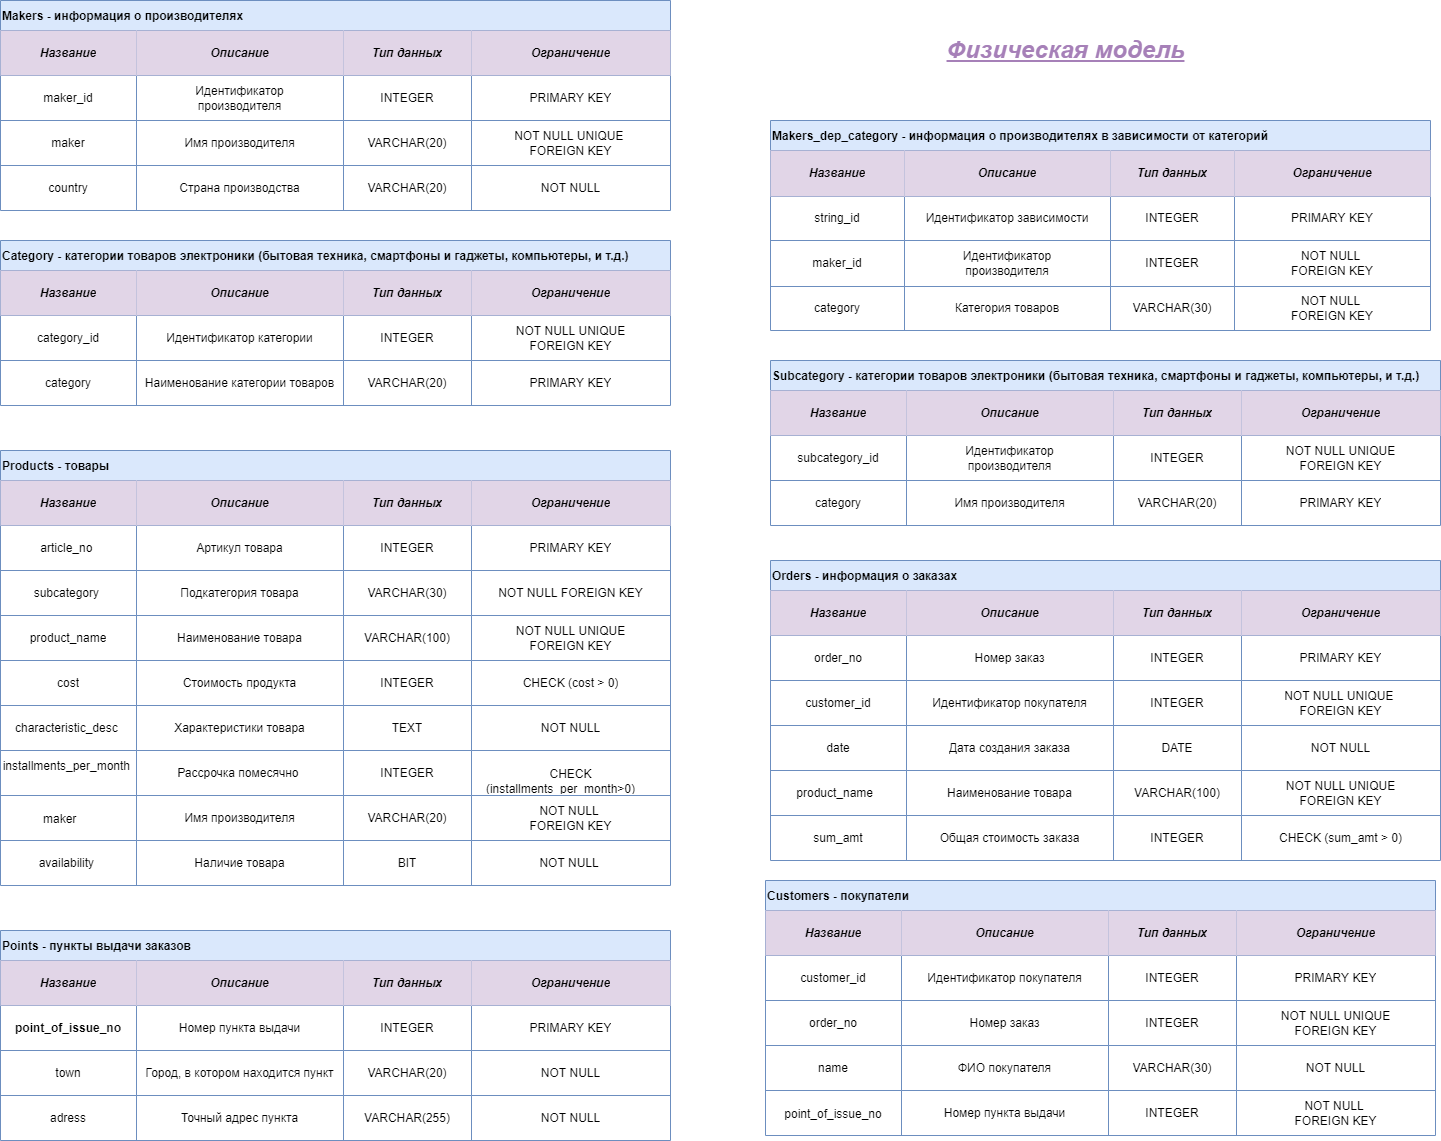 Makers - информация о производителях
Название Описание Тип данных Ограничение
maker_id Идентификатор производителя INTEGER PRIMARY KEY
maker Имя производителя VARCHAR(20) NOT NULL UNIQUE FOREIGN KEY
country Страна производства VARCHAR(20) NOT NULL
Category - категории товаров электроники (бытовая техника, смартфоны и гаджеты, компьютеры, и т.д.)
Название Описание Тип данных Ограничение
category_id Идентификатор категории INTEGER NOT NULL UNIQUE FOREIGN KEY
category Наименование категории товаров VARCHAR(20) PRIMARY KEY
Products - товары
Название Описание Тип данных Ограничение
article_no Артикул товара INTEGER PRIMARY KEY
subcategory Подкатегория товара VARCHAR(30) NOT NULL FOREIGN KEY
product_name Наименование товара VARCHAR(100) NOT NULL UNIQUE FOREIGN KEY
cost Стоимость продукта INTEGER CHECK (cost > 0)
characteristic_desc Характеристики товара TEXT NOT NULL
installments_per_month Рассрочка помесячно INTEGER CHECK (installments_per_month>0)
maker Имя производителя VARCHAR(20) NOT NULL FOREIGN KEY
availability Наличие товара BIT NOT NULL
Points - пункты выдачи заказов
Название Описание Тип данных Ограничение
point_of_issue_no Номер пункта выдачи INTEGER PRIMARY KEY
town Город, в котором находится пункт VARCHAR(20) NOT NULL
adress Точный адрес пункта VARCHAR(255) NOT NULL
Физическая модель
Makers_dep_category - информация о производителях в зависимости от категорий
Название Описание Тип данных Ограничение
string_id Идентификатор зависимости INTEGER PRIMARY KEY
maker_id Идентификатор производителя INTEGER NOT NULL FOREIGN KEY
category Категория товаров VARCHAR(30) NOT NULL FOREIGN KEY
Subcategory - категории товаров электроники (бытовая техника, смартфоны и гаджеты, компьютеры, и т.д.)
Название Описание Тип данных Ограничение
subcategory_id Идентификатор производителя INTEGER NOT NULL UNIQUE FOREIGN KEY
category Имя производителя VARCHAR(20) PRIMARY KEY
Orders - информация о заказах
Название Описание Тип данных Ограничение
order_no Номер заказ INTEGER PRIMARY KEY
customer_id Идентификатор покупателя INTEGER NOT NULL UNIQUE FOREIGN KEY
date Дата создания заказа DATE NOT NULL
product_name Наименование товара VARCHAR(100) NOT NULL UNIQUE FOREIGN KEY
sum_amt Общая стоимость заказа INTEGER CHECK (sum_amt > 0)
Customers - покупатели
Название Описание Тип данных Ограничение
customer_id Идентификатор покупателя INTEGER PRIMARY KEY
order_no Номер заказ INTEGER NOT NULL UNIQUE FOREIGN KEY
name ФИО покупателя VARCHAR(30) NOT NULL
point_of_issue_no Номер пункта выдачи INTEGER NOT NULL FOREIGN KEY